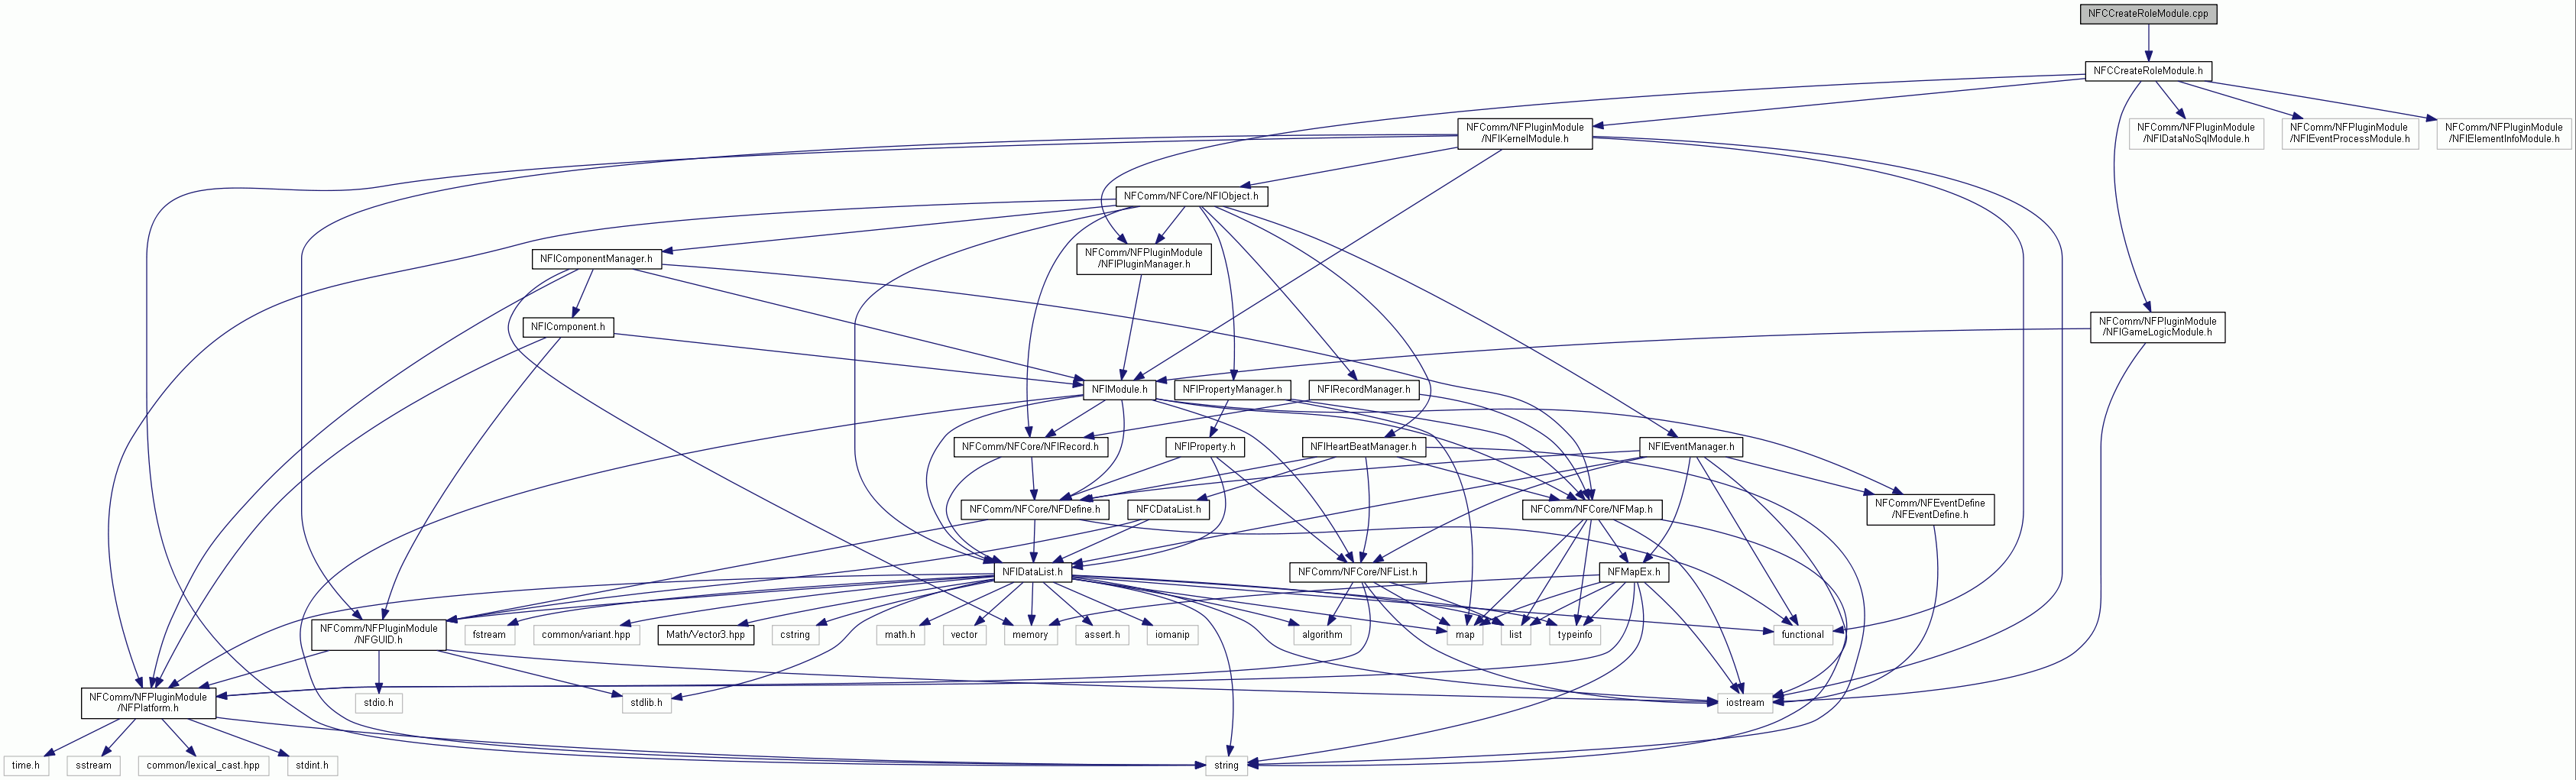 NFCCreateRoleModule.cpp
NFCCreateRoleModule.h
NFComm/NFPluginModule
/NFIKernelModule.h
NFComm/NFPluginModule
/NFIDataNoSqlModule.h
NFComm/NFPluginModule
/NFIEventProcessModule.h
NFComm/NFPluginModule
/NFIElementInfoModule.h
NFComm/NFCore/NFIObject.h
NFIComponentManager.h
NFComm/NFPluginModule
/NFIPluginManager.h
NFIComponent.h
NFComm/NFPluginModule
/NFIGameLogicModule.h
NFIModule.h
NFIPropertyManager.h
NFIRecordManager.h
NFComm/NFCore/NFIRecord.h
NFIProperty.h
NFIHeartBeatManager.h
NFIEventManager.h
NFComm/NFCore/NFDefine.h
NFCDataList.h
NFComm/NFCore/NFMap.h
NFComm/NFEventDefine
/NFEventDefine.h
NFIDataList.h
NFComm/NFCore/NFList.h
NFMapEx.h
NFComm/NFPluginModule
/NFGUID.h
fstream
common/variant.hpp
Math/Vector3.hpp
cstring
math.h
vector
memory
assert.h
iomanip
algorithm
map
list
typeinfo
functional
NFComm/NFPluginModule
/NFPlatform.h
stdio.h
stdlib.h
iostream
time.h
sstream
common/lexical_cast.hpp
stdint.h
string